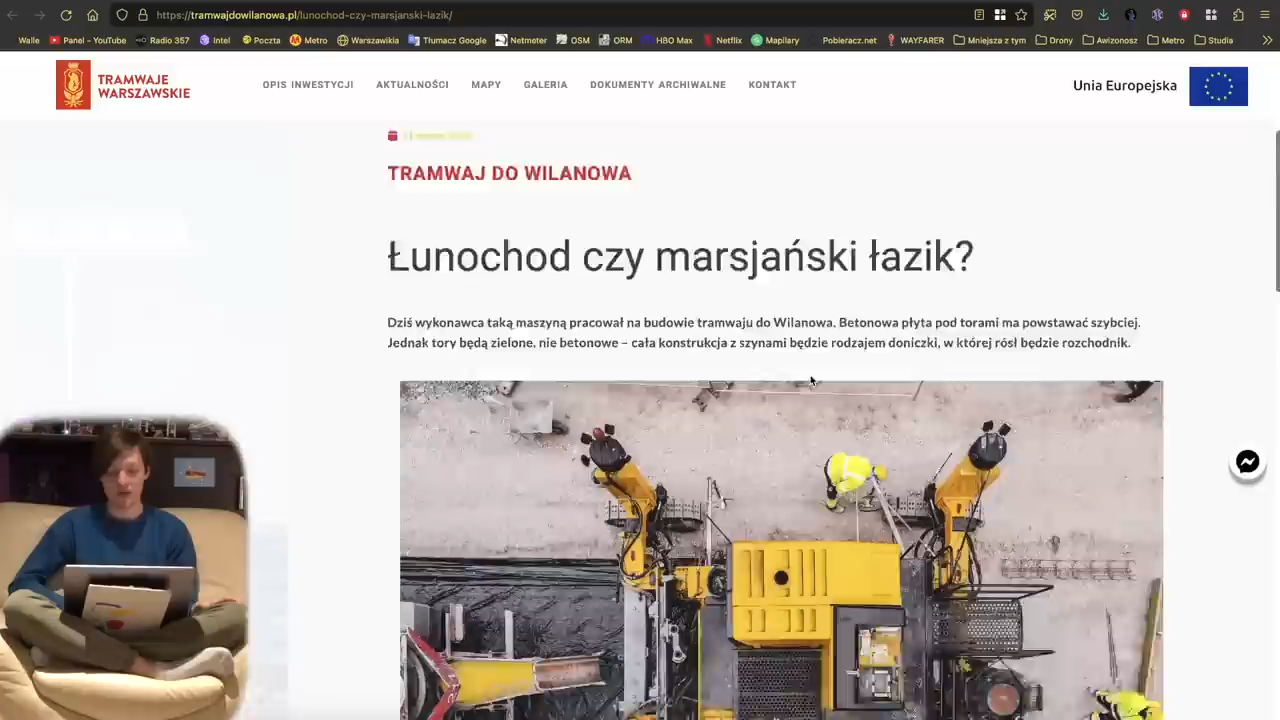 https://tramwajdowilanowa.pl/lunochod-czy-marsjanski-lazik/
Walle Panel - YouTube Radio 357 Intel Poczta Metro Warszawikia Tłumacz Google Netmeter OSM ORM HBO Max Netflix Mapilary Pobieracz.net WAYFARER Mniejsza z tym Drony Awizonosz Metro Studia
TRAMWAJE
WARSZAWSKIE
OPIS INWESTYCJI AKTUALNOŚCI MAPY GALERIA DOKUMENTY ARCHIWALNE KONTAKT
Unia Europejska
TRAMWAJ DO WILANOWA
Łunochod czy marsjański łazik?
Dziś wykonawca taką maszyną pracował na budowie tramwaju do Wilanowa. Betonowa płyta pod torami ma powstawać szybciej.
Jednak tory będą zielone, nie betonowe – cała konstrukcja z szynami będzie rodzajem doniczki, w której rósł będzie rozchodnik.